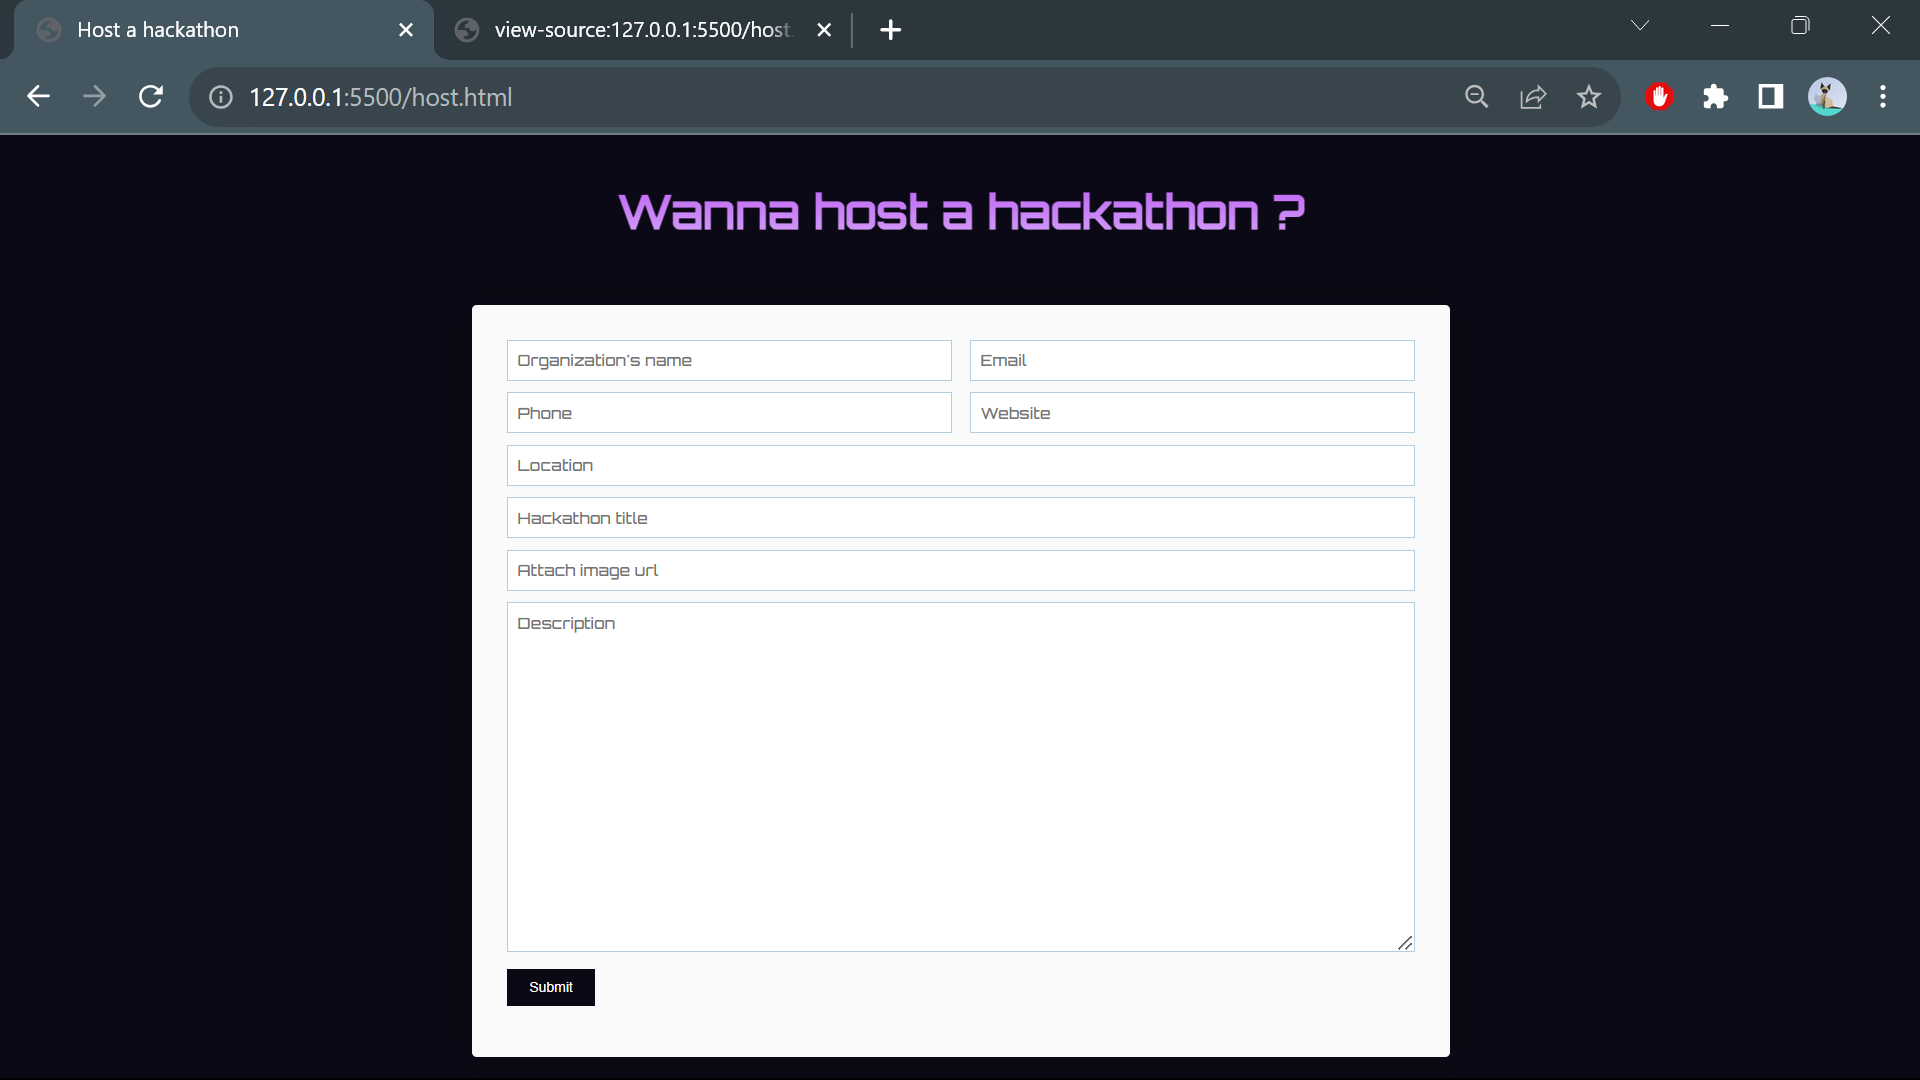 Host a hackathon
view-source:127.0.0.1:5500/host.
127.0.0.1:5500/host.html
Wanna host a hackathon ?
Organization's name
Email
Phone
Website
Location
Hackathon title
Attach image url
Description
Submit